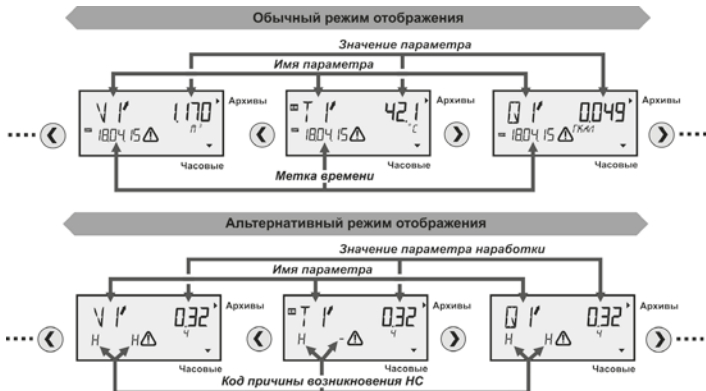 Обычный режим отображения
Значение параметра
Имя параметра
V 1' 1.170 Архивы
м³
18.04.15
Часовые
T 1' 42.1
°C
18.04.15
Q 1' 0.049 Архивы
ГКАЛ
18.04.15
Часовые
Метка времени
Альтернативный режим отображения
Значение параметра наработки
Имя параметра
V 1' 0.32 Архивы
Ч
H H
Часовые
T 1' 0.32 Архивы
Ч
H -
Часовые
Q 1' 0.32 Архивы
Ч
H H
Часовые
Код причины возникновения НС